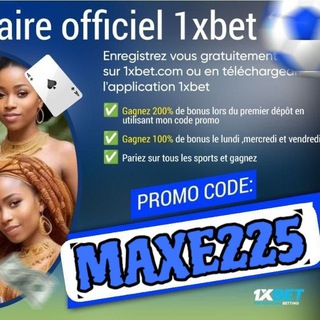 aire officiel 1xbet
Enregistrez vous gratuitement
sur 1xbet.com ou en téléchargea
l'application 1xbet
Gagnez 200% de bonus lors du premier dépôt en
utilisant mon code promo
Gagnez 100% de bonus le lundi ,mercredi et vendredi
Pariez sur tous les sports et gagnez
PROMO CODE:
MAXE225
1XBET
BETTING